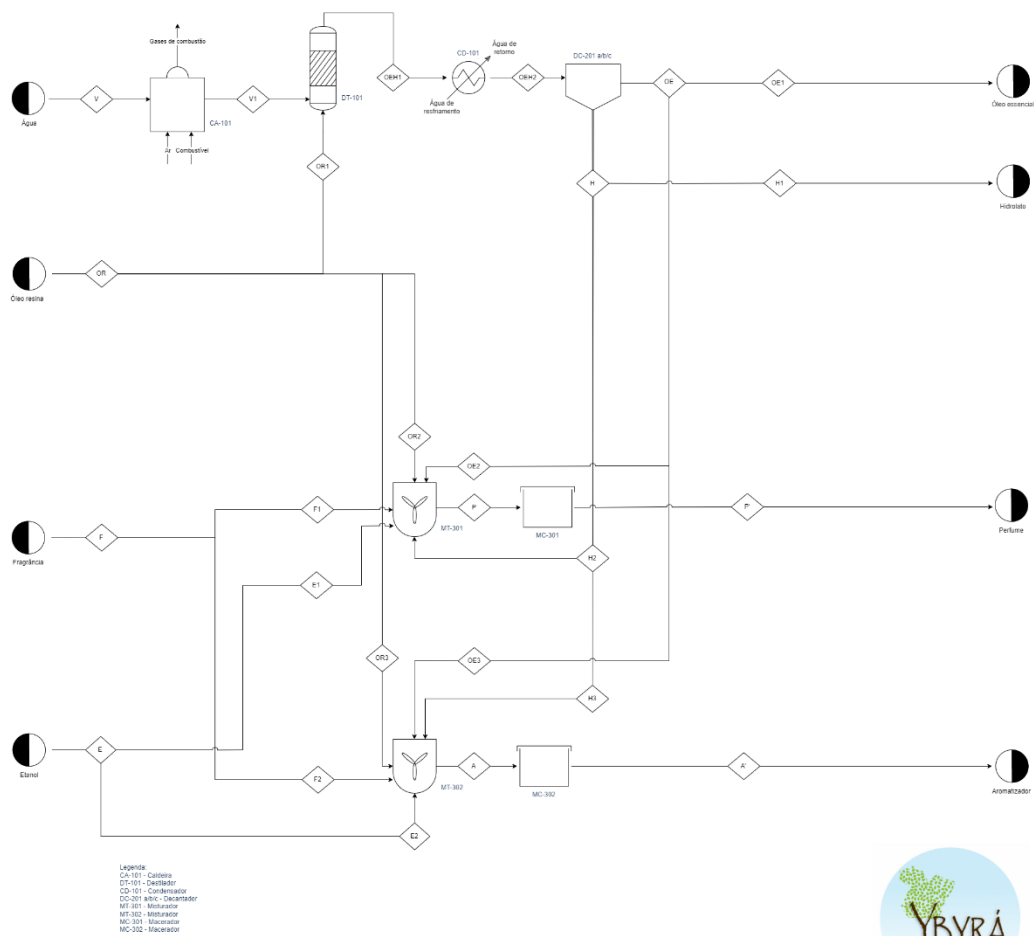 Gases de combustão
CD-101
Água de
retorno
DC-201 a/b/c
OEH1
OEH2
OE
OE1
Óleo essencial
V
V1
DT-101
Água
CA-101
Água de
resfriamento
Ar
Combustível
OR1
H
H1
Hidrolato
OR
Óleo resina
OR2
OE2
F1
P
P'
MT-301
MC-301
Perfume
F
Fragrância
H2
E1
OR3
OE3
H3
E
Etanol
F2
A
A'
MT-302
MC-302
Aromatizador
E2
Legenda:
CA-101 - Caldeira
DT-101 - Destilador
CD-101 - Condensador
DC-201 a/b/c - Decantador
MT-301 - Misturador
MT-302 - Misturador
MC-301 - Macerador
MC-302 - Macerador
YBYRÁ